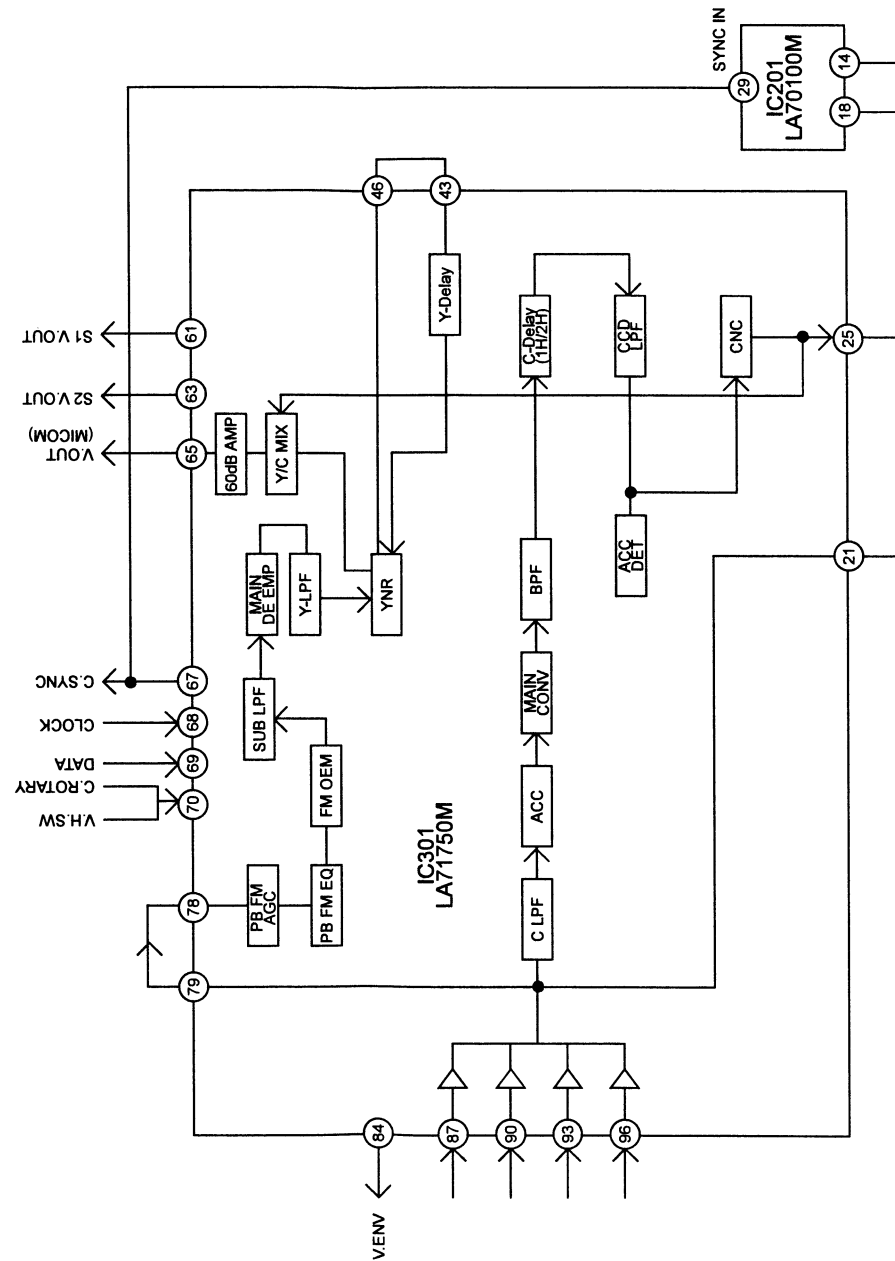 SYNC IN
29
IC201
LA70100M
14
18
46
43
Y-Delay
61
S1 V.OUT
63
S2 V.OUT
65
V.OUT
(MICOM)
60dB AMP
Y/C MIX
C-Delay
(1H/2H)
CCD
LPF
CNC
25
MAIN
DE EMP
Y-LPF
YNR
BPF
ACC
DET
21
67
C.SYNC
68
CLOCK
69
DATA
70
C.ROTARY
V.H.SW
SUB LPF
FM OEM
MAIN
CONV
ACC
IC301
LA71750M
78
PB FM
AGC
PB FM EQ
C LPF
79
84
V.ENV
87
90
93
96